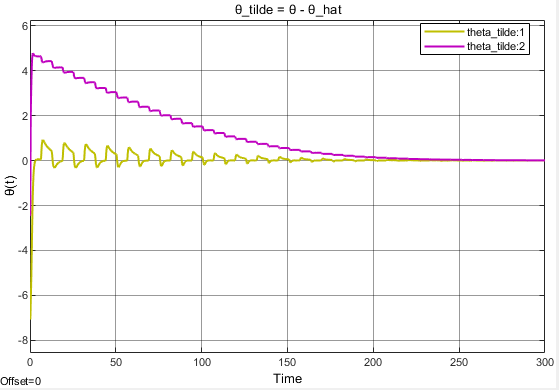 θ_tilde = θ - θ_hat
theta_tilde:1
theta_tilde:2
6
4
2
0
-2
-4
-6
-8
θ(t)
0
50
100
150
200
250
300
Time
Offset=0